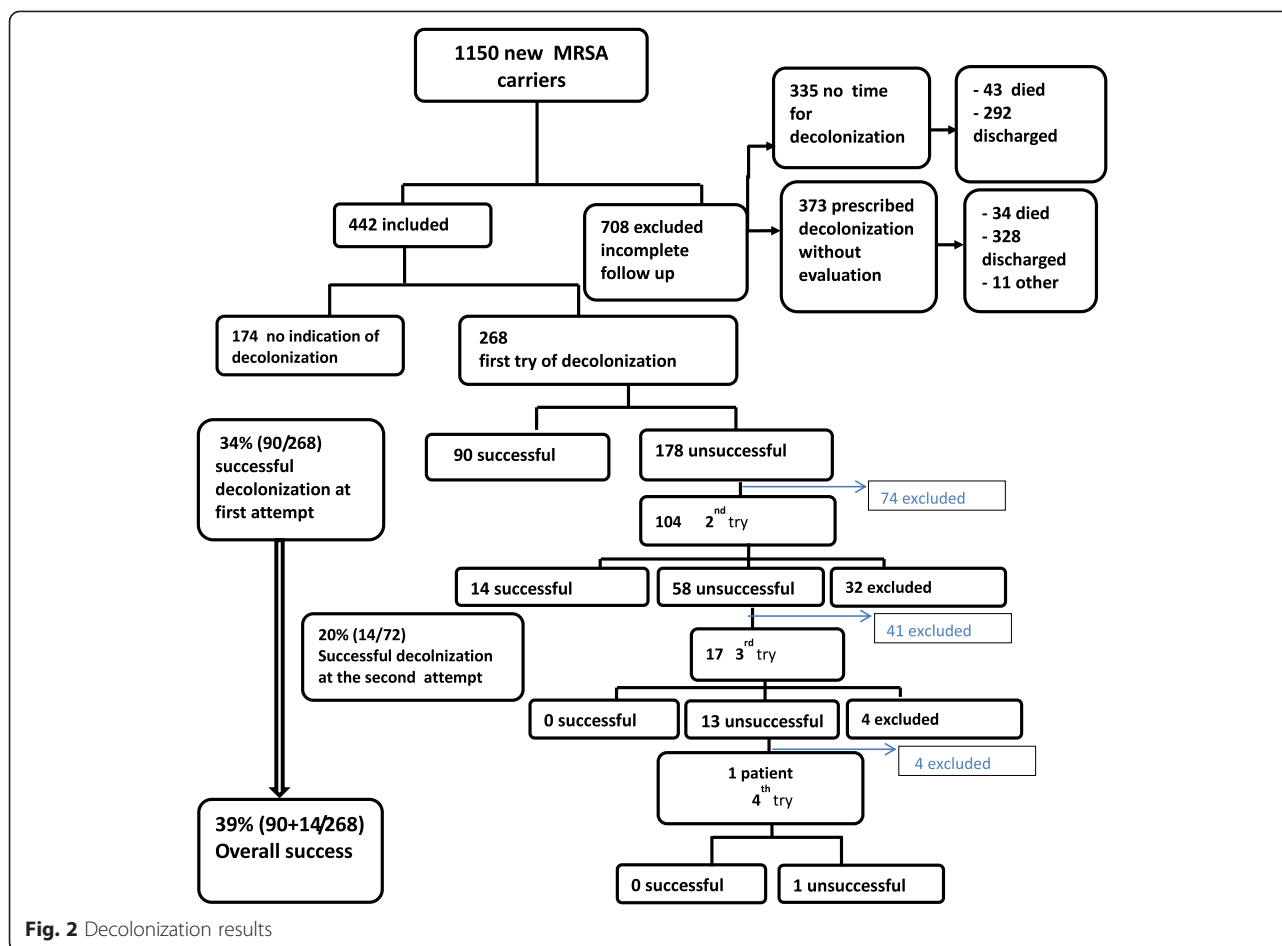 1150 new MRSA
carriers
335 no time
for
decolonization
- 43 died
- 292
discharged
442 included
708 excluded
incomplete
follow up
373 prescribed
decolonization
without
evaluation
- 34 died
- 328
discharged
- 11 other
174 no indication of
decolonization
268
first try of decolonization
34% (90/268)
successful
decolonization at
first attempt
90 successful
178 unsuccessful
74 excluded
104 2nd try
14 successful
58 unsuccessful
32 excluded
41 excluded
20% (14/72)
Successful decolnization
at the second attempt
17 3rd try
0 successful
13 unsuccessful
4 excluded
4 excluded
1 patient
4th try
39% (90+14/268)
Overall success
0 successful
1 unsuccessful
Fig. 2 Decolonization results